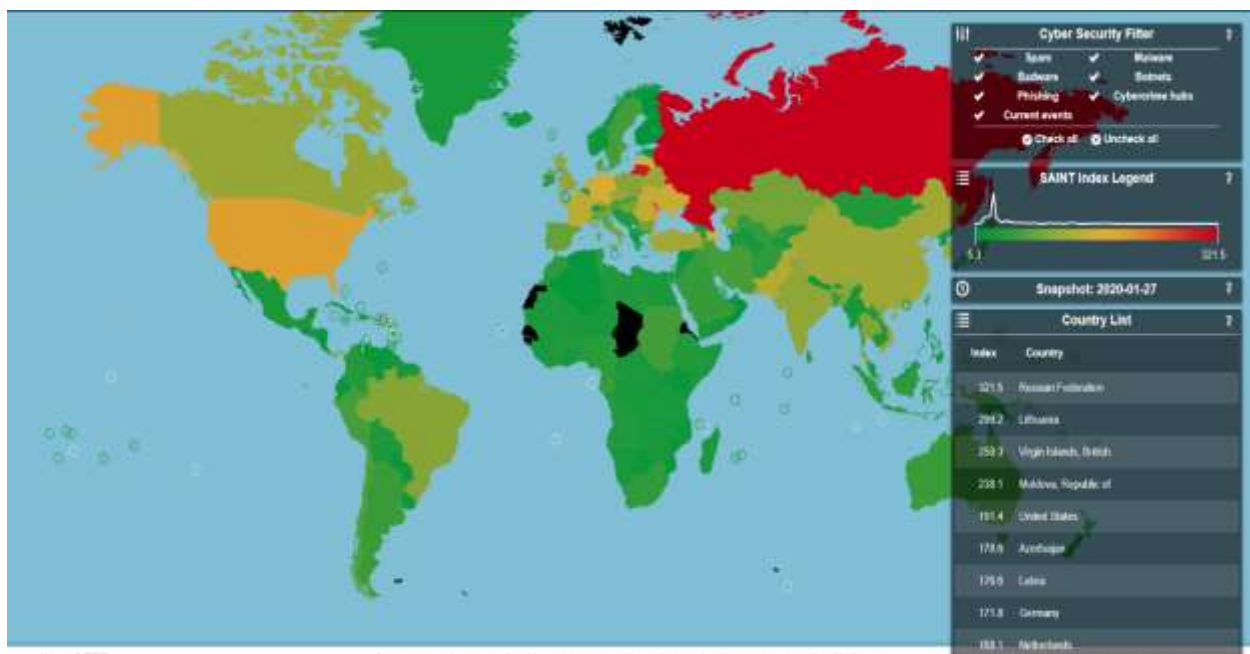 Cyber Security Filter ?
Spam Malware
Badware Botnets
Phishing Cybercrime hubs
Current events
Check all Uncheck all
SAINT Index Legend ?
5.3 321.5
Snapshot: 2020-01-27 ?
Country List ?
Index Country
321.5 Russian Federation
Lithuania
Virgin Islands, British
238.1 Moldova, Republic of
191.4 United States
Azerbaijan
Latvia
171.8 Germany
Netherlands